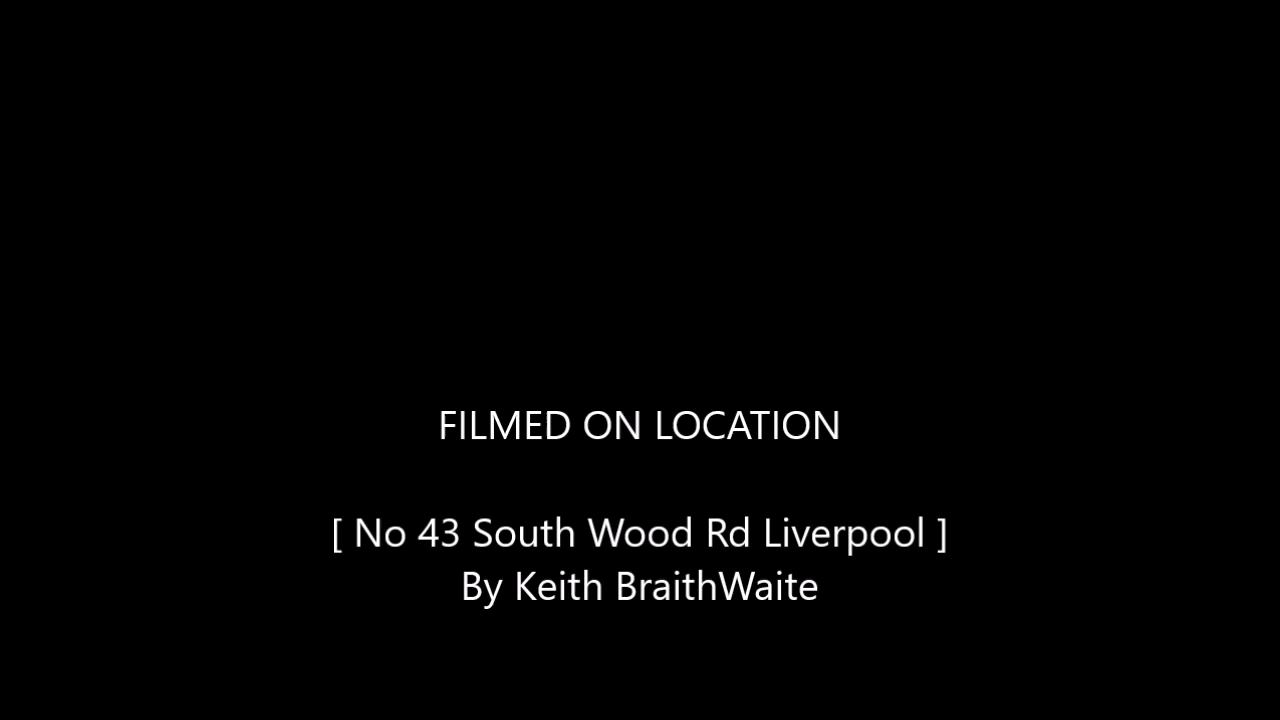 FILMED ON LOCATION
[ No 43 South Wood Rd Liverpool ]
By Keith BraithWaite